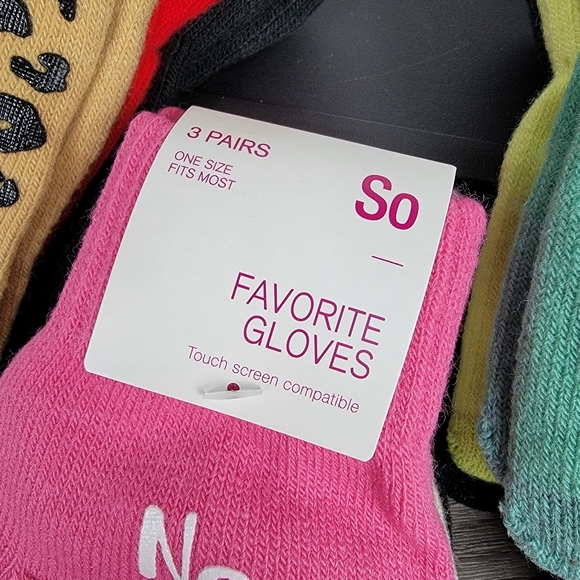 3 PAIRS
ONE SIZE
FITS MOST
So
FAVORITE
GLOVES
Touch screen compatible